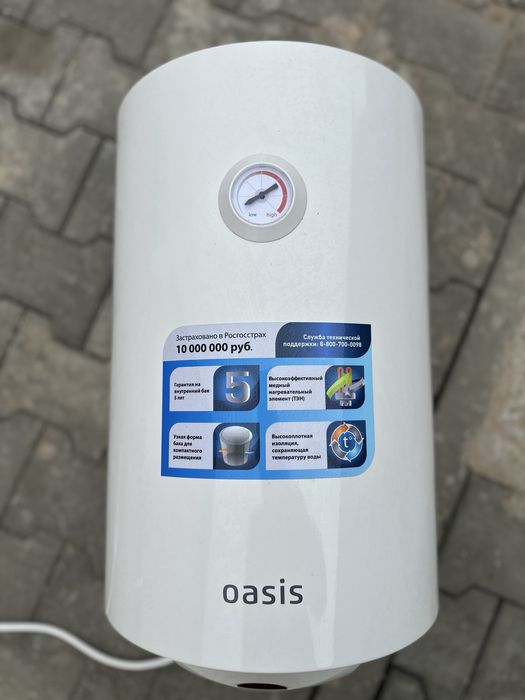 low high
Застраховано в Росгосстрах
10 000 000 руб.
Служба технической
поддержки: 8-800-700-0098
Гарантия на
внутренний бак
5 лет
5
Высокоэффективный
медный
нагревательный
элемент (ТЭН)
Узкая форма
бака для
компактного
размещения
Высокоплотная
изоляция,
сохраняющая
температуру воды
t°
oasis